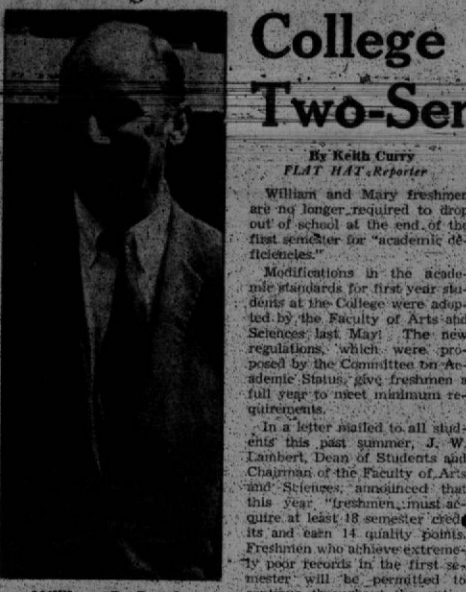 College
Two-Ser
By Keith Curry
FLAT HAT Reporter
William and Mary freshmen
are no longer required to drop
out of school at the end of the
first semester for "academic de-
ficiencies."
Modifications in the acade-
mic standards for first year stu-
dents at the College were adop-
ted by the Faculty of Arts and
Sciences last May. The new
regulations, which were pro-
posed by the Committee on Ac-
ademic Status, give freshmen a
full year to meet minimum re-
quirements.
In a letter mailed to all stud-
ents this past summer, J. W.
Lambert, Dean of Students and
Chairman of the Faculty of Arts
and Sciences, announced that
this year "freshmen must ac-
quire at least 18 semester cred
its and earn 14 quality points.
Freshmen who achieve extreme-
ly poor records in the first se-
mester will be permitted to